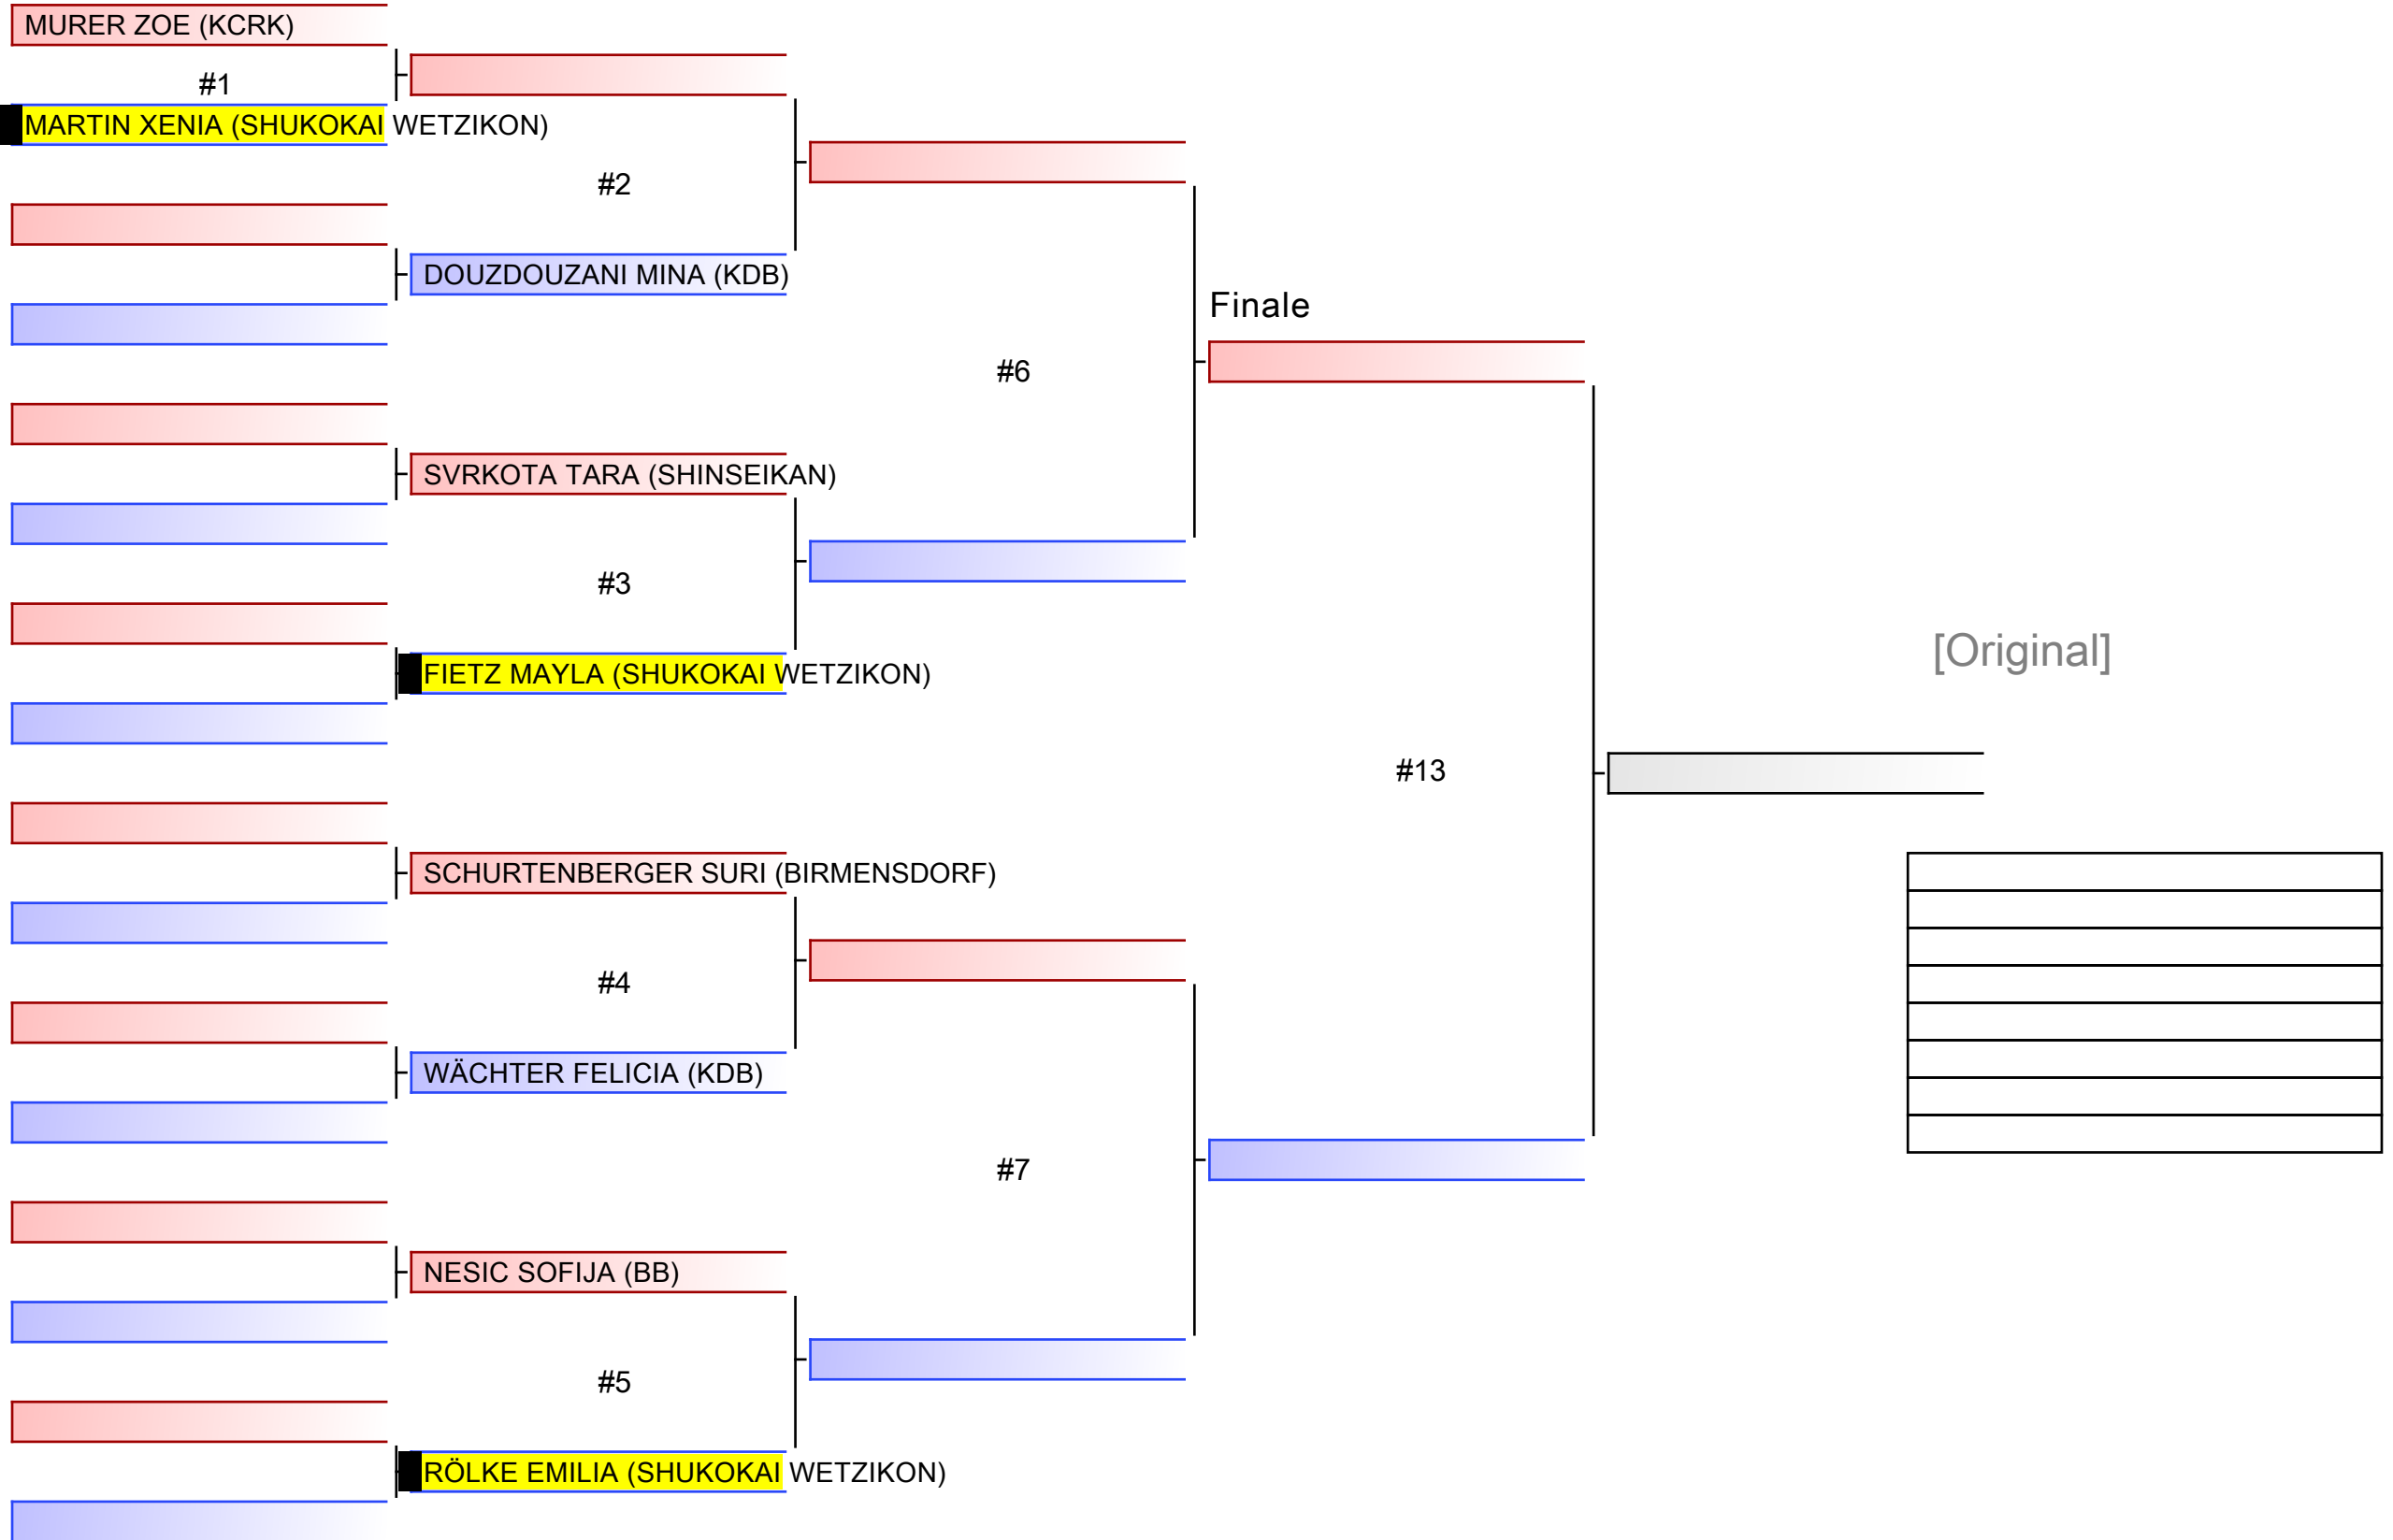 MURER ZOE (KCRK)
#1
MARTIN XENIA (SHUKOKAI WETZIKON)
#2
DOUZDOUZANI MINA (KDB)
Finale
#6
SVRKOTA TARA (SHINSEIKAN)
#3
[Original]
FIETZ MAYLA (SHUKOKAI WETZIKON)
#13
SCHURTENBERGER SURI (BIRMENSDORF)
#4
WÄCHTER FELICIA (KDB)
#7
NESIC SOFIJA (BB)
#5
RÖLKE EMILIA (SHUKOKAI WETZIKON)